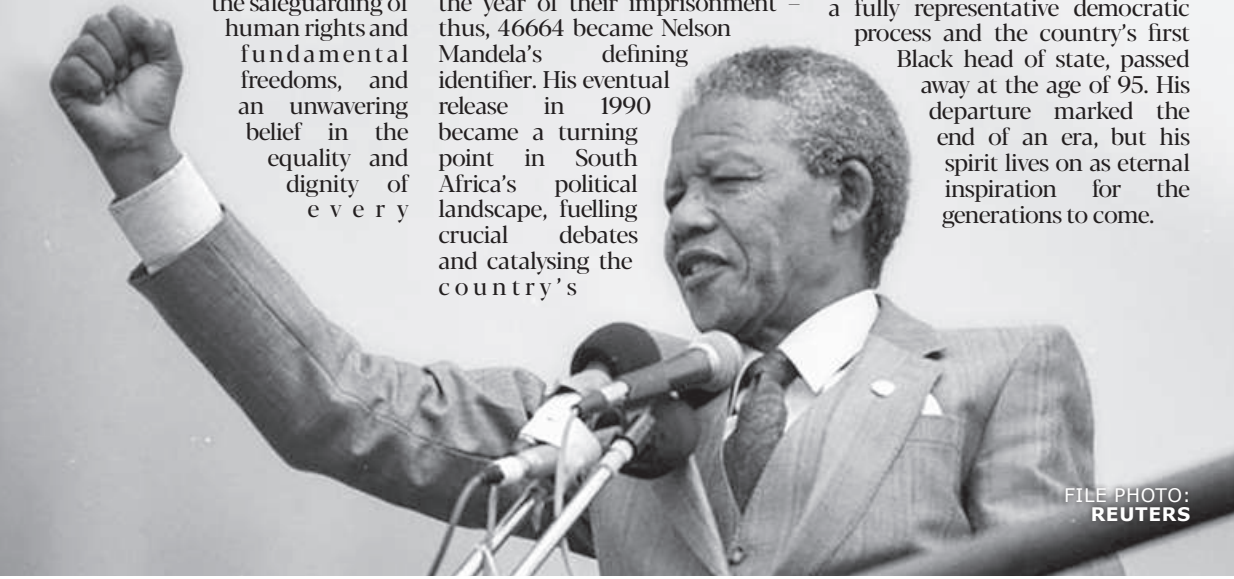 the safeguarding of
human rights and
fundamental
freedoms, and
an unwavering
belief in the
equality and
dignity of
every
the year of their imprisonment –
thus, 46664 became Nelson
Mandela's defining
identifier. His eventual
release in 1990
became a turning
point in South
Africa's political
landscape, fuelling
crucial debates
and catalysing the
country's
a fully representative democratic
process and the country's first
Black head of state, passed
away at the age of 95. His
departure marked the
end of an era, but his
spirit lives on as eternal
inspiration for the
generations to come.
FILE PHOTO:
REUTERS